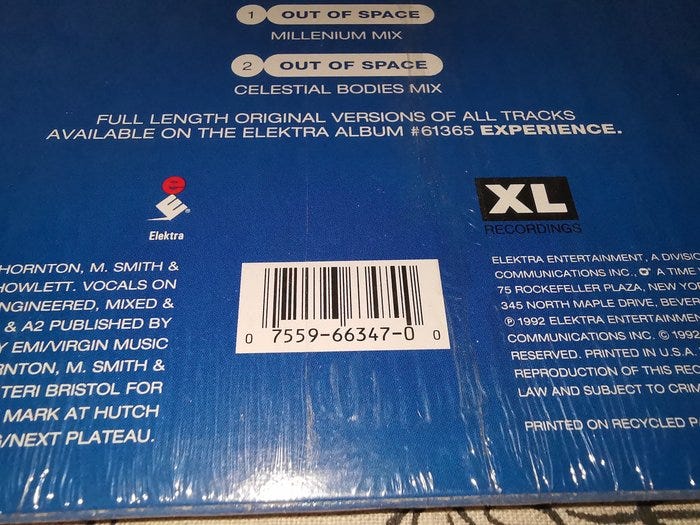 1 OUT OF SPACE
MILLENIUM MIX
2 OUT OF SPACE
CELESTIAL BODIES MIX
FULL LENGTH ORIGINAL VERSIONS OF ALL TRACKS
AVAILABLE ON THE ELEKTRA ALBUM #61365 EXPERIENCE.
e
E®
Elektra
XL
RECORDINGS
HORNTON, M. SMITH &
HOWLETT. VOCALS ON
NGINEERED, MIXED &
& A2 PUBLISHED BY
Y EMI/VIRGIN MUSIC
RNTON, M. SMITH &
TERI BRISTOL FOR
MARK AT HUTCH
/NEXT PLATEAU.
0 7559-66347-0 0
ELEKTRA ENTERTAINMENT, A DIVISIO
COMMUNICATIONS INC., A TIME
75 ROCKEFELLER PLAZA, NEW
345 NORTH MAPLE DRIVE, BEVER
℗ 1992 ELEKTRA ENTERTAINMEN
COMMUNICATIONS INC. © 1992
RESERVED. PRINTED IN U.S.A.
REPRODUCTION OF THIS REC
LAW AND SUBJECT TO CRIM
PRINTED ON RECYCLED P